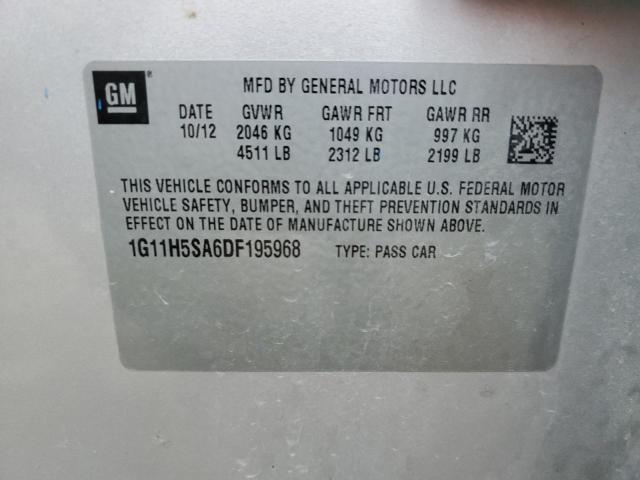 GM ®
MFD BY GENERAL MOTORS LLC
DATE GVWR GAWR FRT GAWR RR
10/12 2046 KG 1049 KG 997 KG
4511 LB 2312 LB 2199 LB
THIS VEHICLE CONFORMS TO ALL APPLICABLE U.S. FEDERAL MOTOR
VEHICLE SAFETY, BUMPER, AND THEFT PREVENTION STANDARDS IN
EFFECT ON THE DATE OF MANUFACTURE SHOWN ABOVE.
1G11H5SA6DF195968 TYPE: PASS CAR